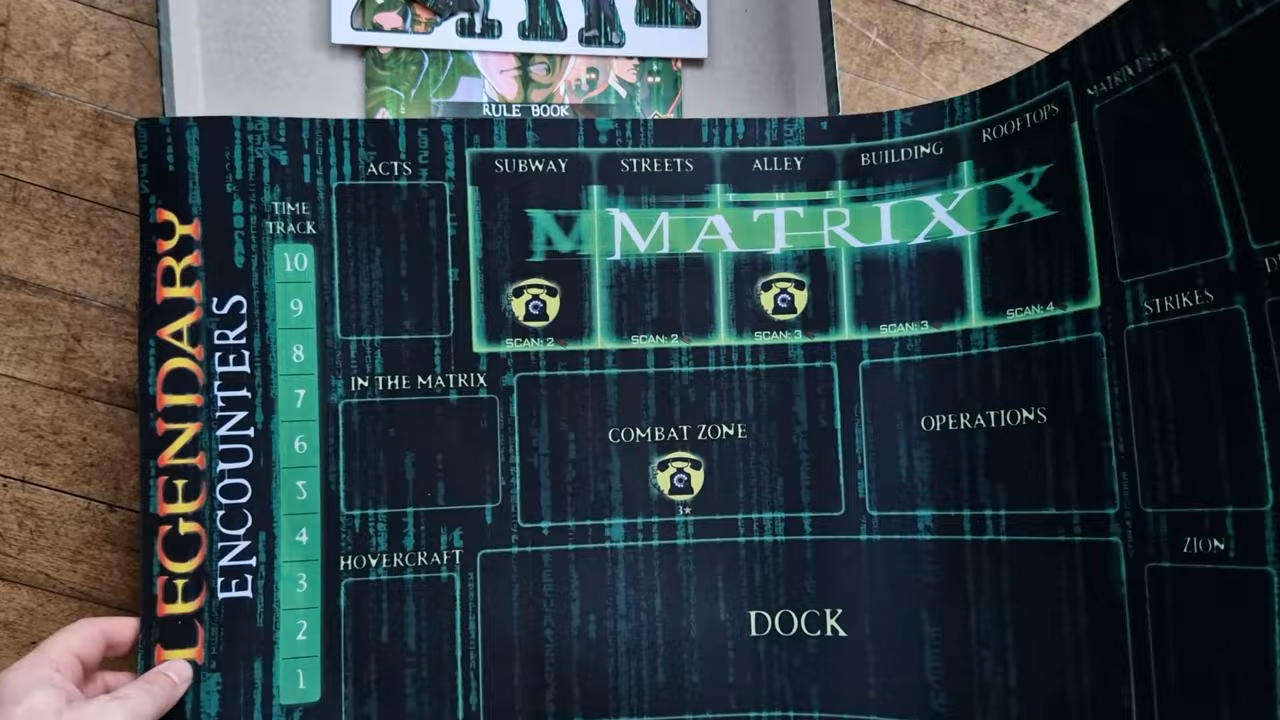 RULE BOOK
LEGENDARY
ENCOUNTERS
TIME
TRACK
10
9
8
7
6
5
4
3
2
1
ACTS
SUBWAY
STREETS
ALLEY
BUILDING
ROOFTOPS
THE
MATRIX
SCAN: 2
SCAN: 2
SCAN: 3
SCAN: 3
SCAN: 4
MATRIX DECK
STRIKES
IN THE MATRIX
COMBAT ZONE
3★
OPERATIONS
HOVERCRAFT
DOCK
ZION